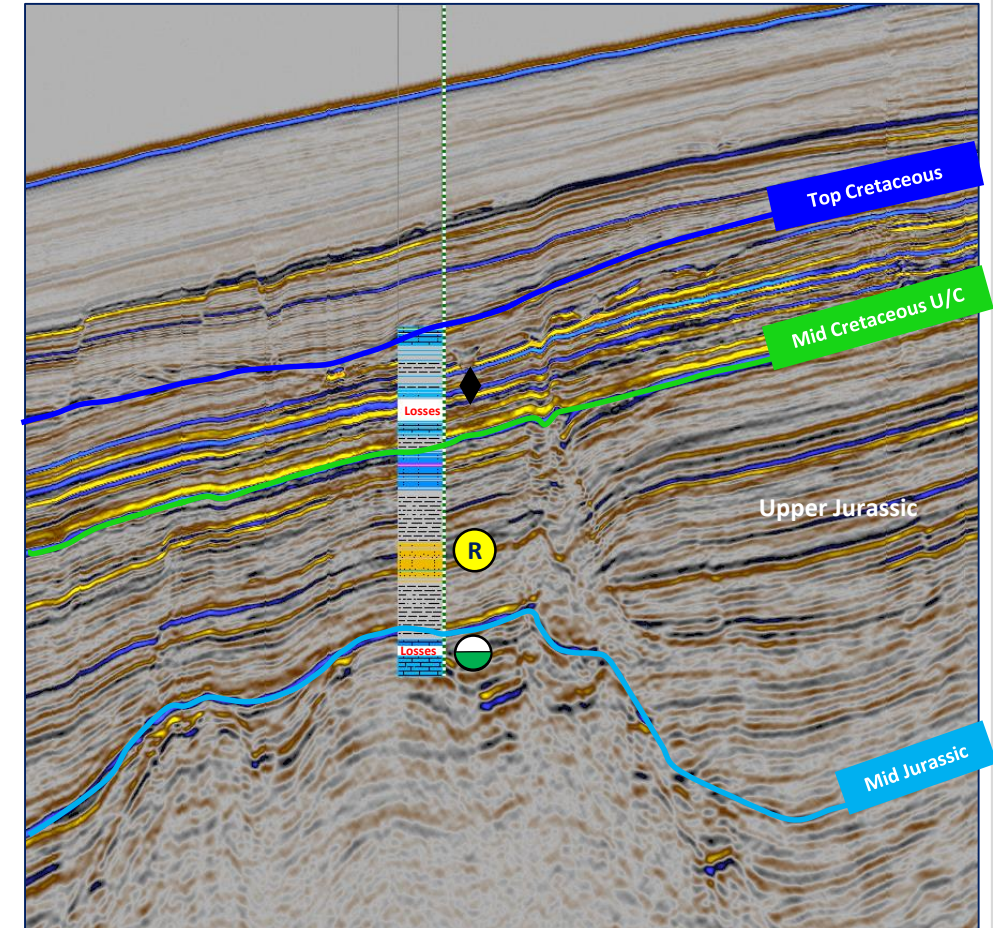 Top Cretaceous
Mid Cretaceous U/C
Losses
Upper Jurassic
R
Losses
Mid Jurassic